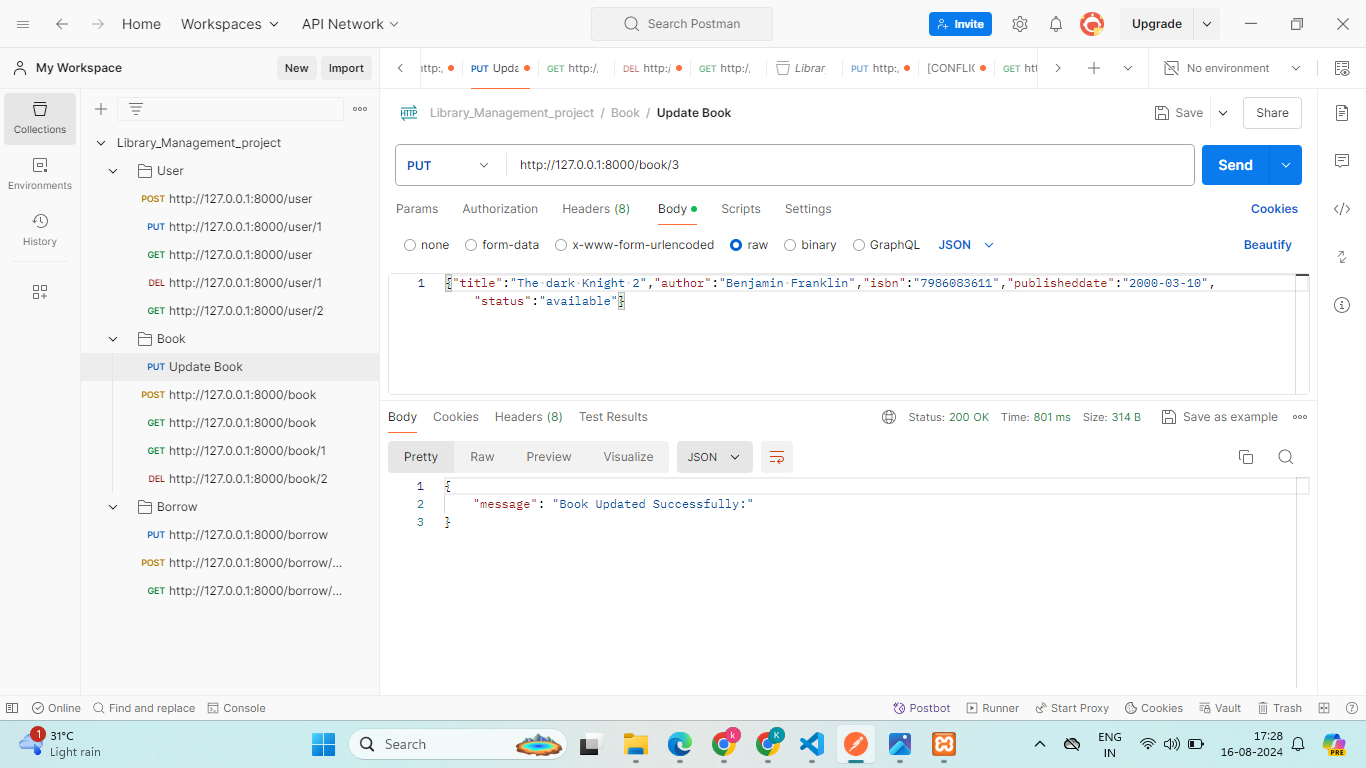 Home Workspaces API Network Search Postman Invite Upgrade
My Workspace New Import
PUT Upda GET http:/, DEL http:/ GET http:/, Librar PUT http:, [CONFLIC GET No environment
Collections
Environments
History
Library_Management_project
User
POST http://127.0.0.1:8000/user
PUT http://127.0.0.1:8000/user/1
GET http://127.0.0.1:8000/user
DEL http://127.0.0.1:8000/user/1
DEL http://127.0.0.1:8000/user/2
Book
PUT Update Book
POST http://127.0.0.1:8000/book
GET http://127.0.0.1:8000/book
GET http://127.0.0.1:8000/book/1
DEL http://127.0.0.1:8000/book/2
Borrow
PUT http://127.0.0.1:8000/borrow
POST http://127.0.0.1:8000/borrow/...
GET http://127.0.0.1:8000/borrow/...
HTTP Library_Management_project / Book / Update Book Save Share
PUT http://127.0.0.1:8000/book/3 Send
Params Authorization Headers (8) Body Scripts Settings Cookies
none form-data x-www-form-urlencoded raw binary GraphQL JSON Beautify
1 {"title":"The dark Knight 2","author":"Benjamin Franklin","isbn":"7986083611","publisheddate":"2000-03-10",
"status":"available"}
Body Cookies Headers (8) Test Results Status: 200 OK Time: 801 ms Size: 314 B Save as example
Pretty Raw Preview Visualize JSON
1 {
2 "message": "Book Updated Successfully:"
3 }
Online Find and replace Console Postbot Runner Start Proxy Cookies Vault Trash
1 31°C
Light rain
Search
k
K
PRE
ENG
IN
17:28
16-08-2024